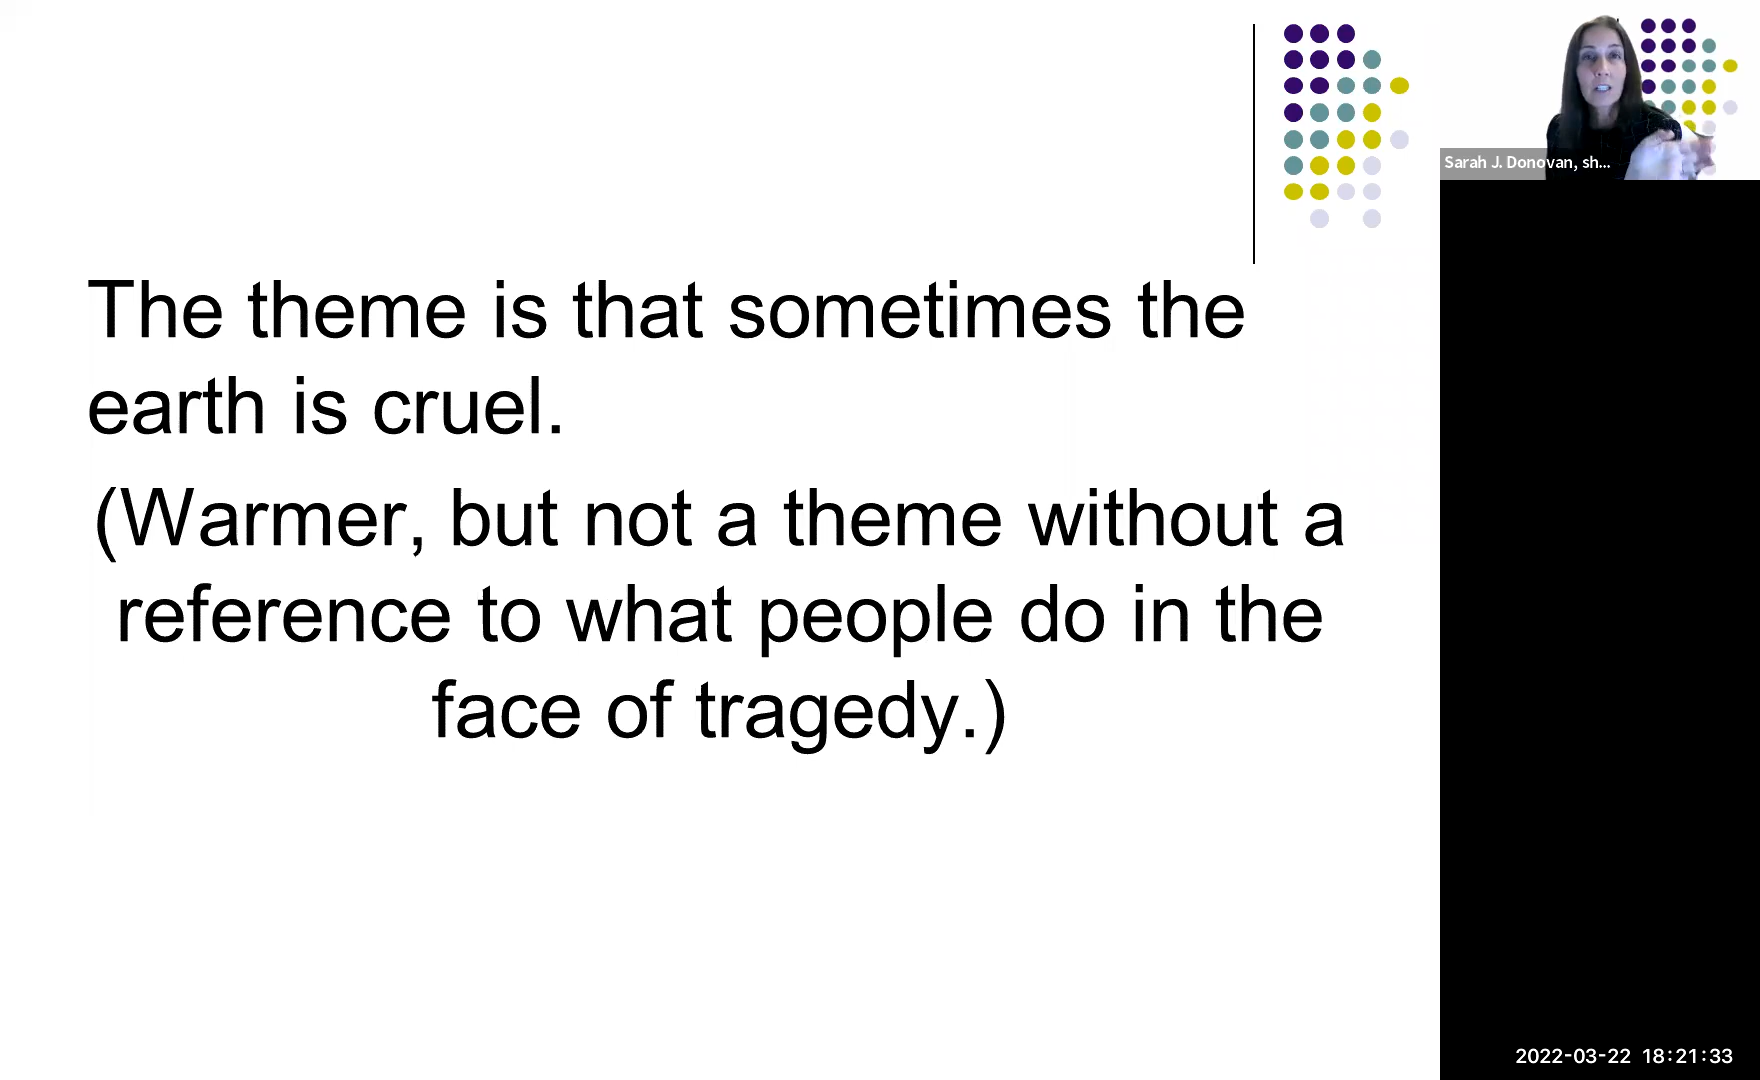 The theme is that sometimes the
earth is cruel.
(Warmer, but not a theme without a
reference to what people do in the
face of tragedy.)
Sarah J. Donovan, sh...
2022-03-22 18:21:33